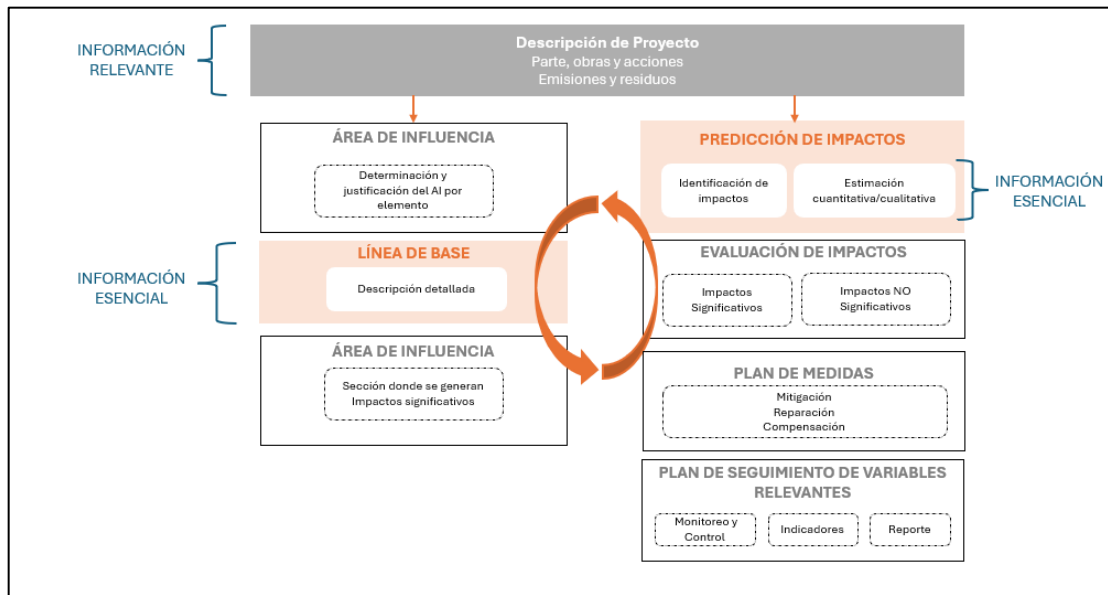 INFORMACIÓN
RELEVANTE
Descripción de Proyecto
Parte, obras y acciones
Emisiones y residuos
ÁREA DE INFLUENCIA
Determinación y
justificación del AI por
elemento
PREDICCIÓN DE IMPACTOS
Identificación de
impactos
Estimación
cuantitativa/cualitativa
INFORMACIÓN
ESENCIAL
INFORMACIÓN
ESENCIAL
LÍNEA DE BASE
Descripción detallada
EVALUACIÓN DE IMPACTOS
Impactos
Significativos
Impactos NO
Significativos
ÁREA DE INFLUENCIA
Sección donde se generan
Impactos significativos
PLAN DE MEDIDAS
Mitigación
Reparación
Compensación
PLAN DE SEGUIMIENTO DE VARIABLES
RELEVANTES
Monitoreo y
Control
Indicadores
Reporte